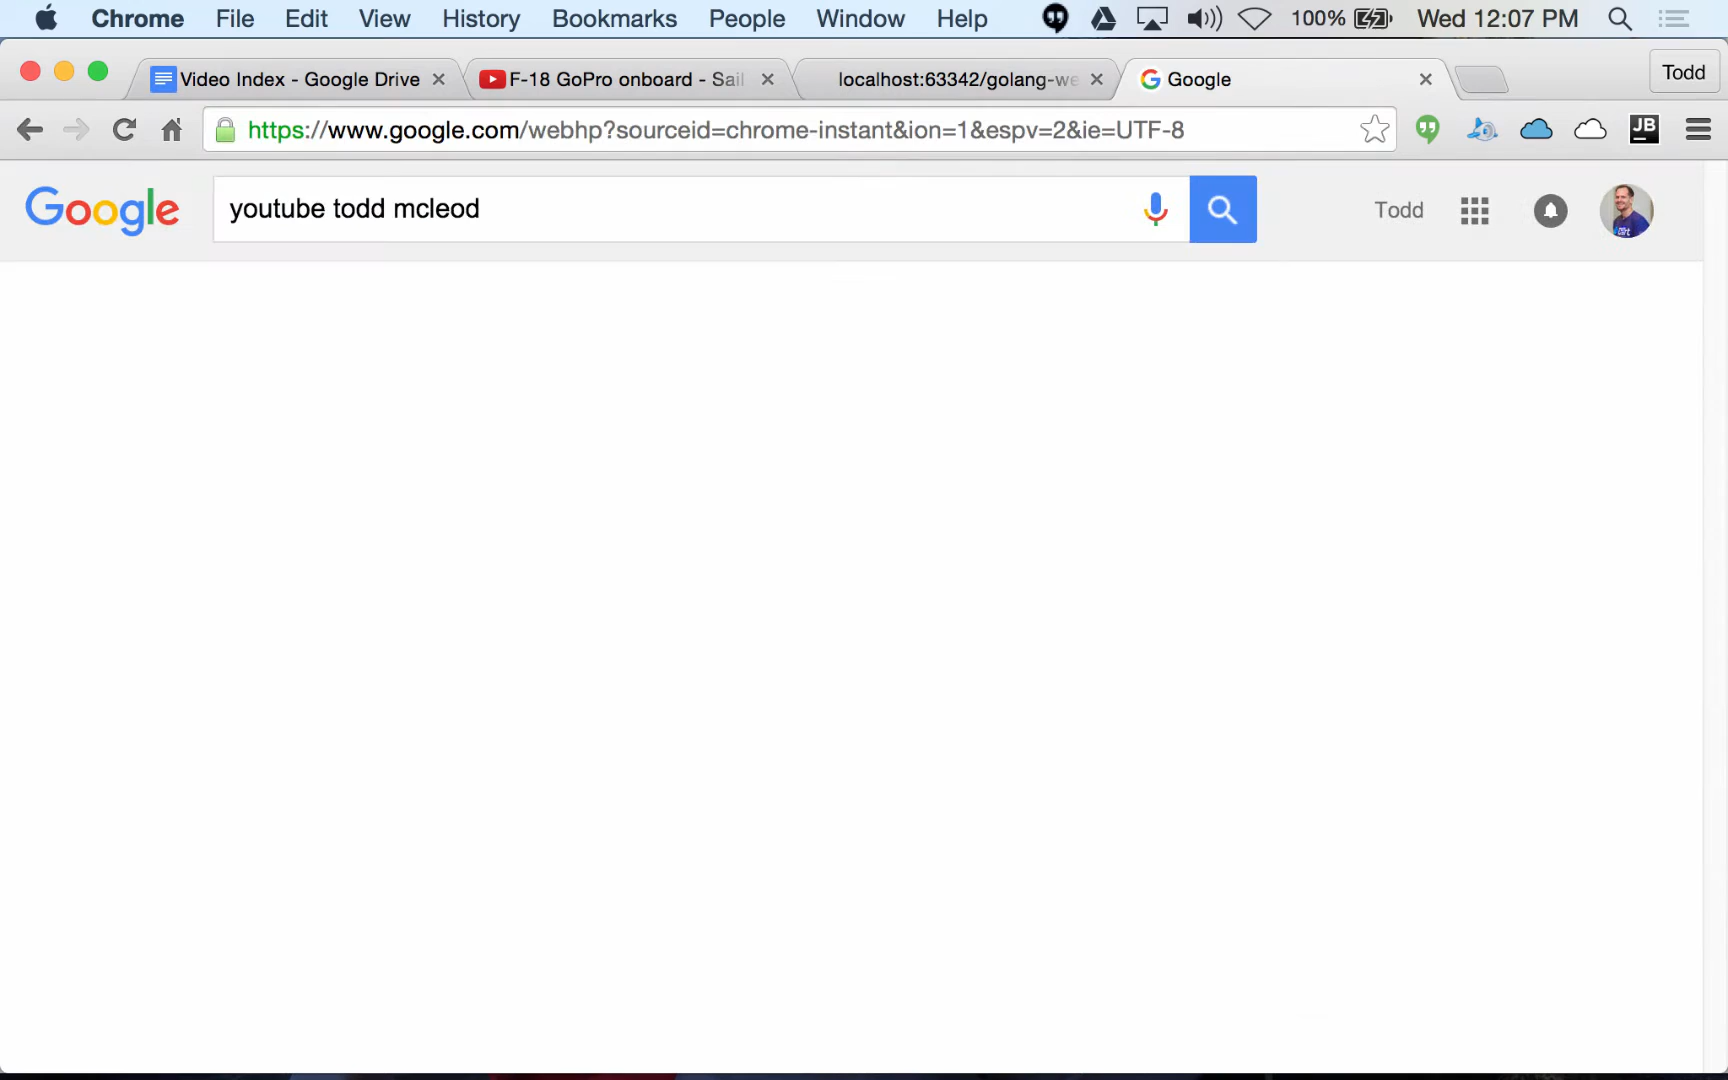 Chrome File Edit View History Bookmarks People Window Help 100% Wed 12:07 PM
Video Index - Google Drive F-18 GoPro onboard - Sail localhost:63342/golang-we Google Todd
https://www.google.com/webhp?sourceid=chrome-instant&ion=1&espv=2&ie=UTF-8 JB
Google youtube todd mcleod Todd